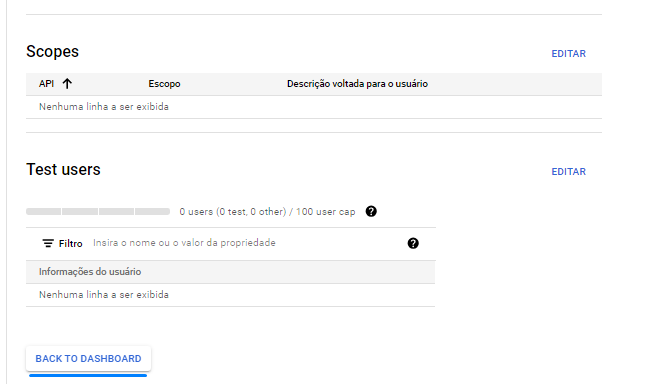 Scopes
EDITAR
API Escopo Descrição voltada para o usuário
Nenhuma linha a ser exibida
Test users
EDITAR
0 users (0 test, 0 other) / 100 user cap ?
Filtro Insira o nome ou o valor da propriedade ?
Informações do usuário
Nenhuma linha a ser exibida
BACK TO DASHBOARD